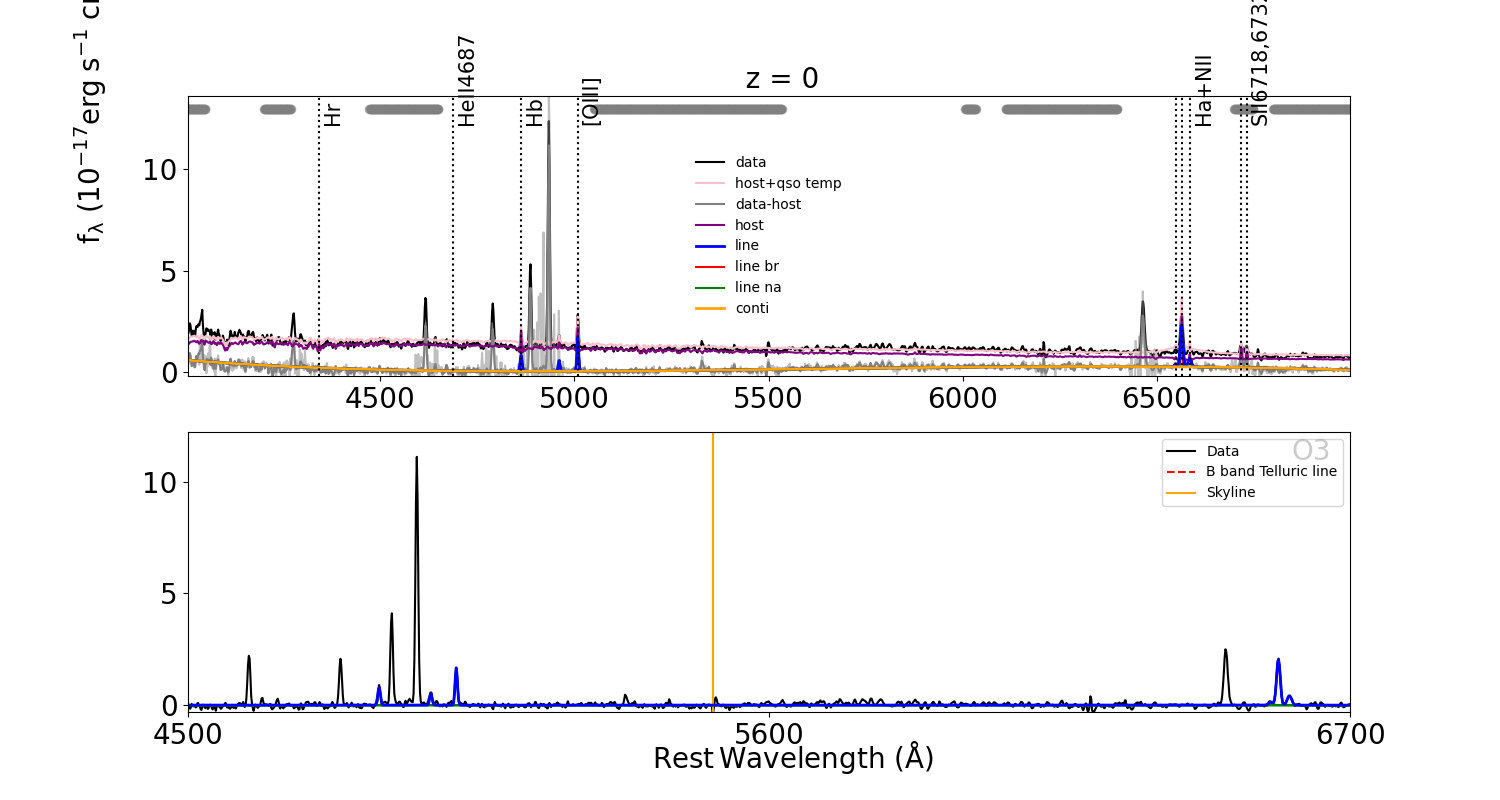 z = 0
f_λ (10^−17 erg s^−1
Hr
HeII4687
Hb
[OIII]
Ha+NII
SII6718,673
10
5
0
data
host+qso temp
data-host
host
line
line br
line na
conti
4500 5000 5500 6000 6500
10
5
0
O3
Data
B band Telluric line
Skyline
4500 5600 6700
Rest Wavelength (Å)